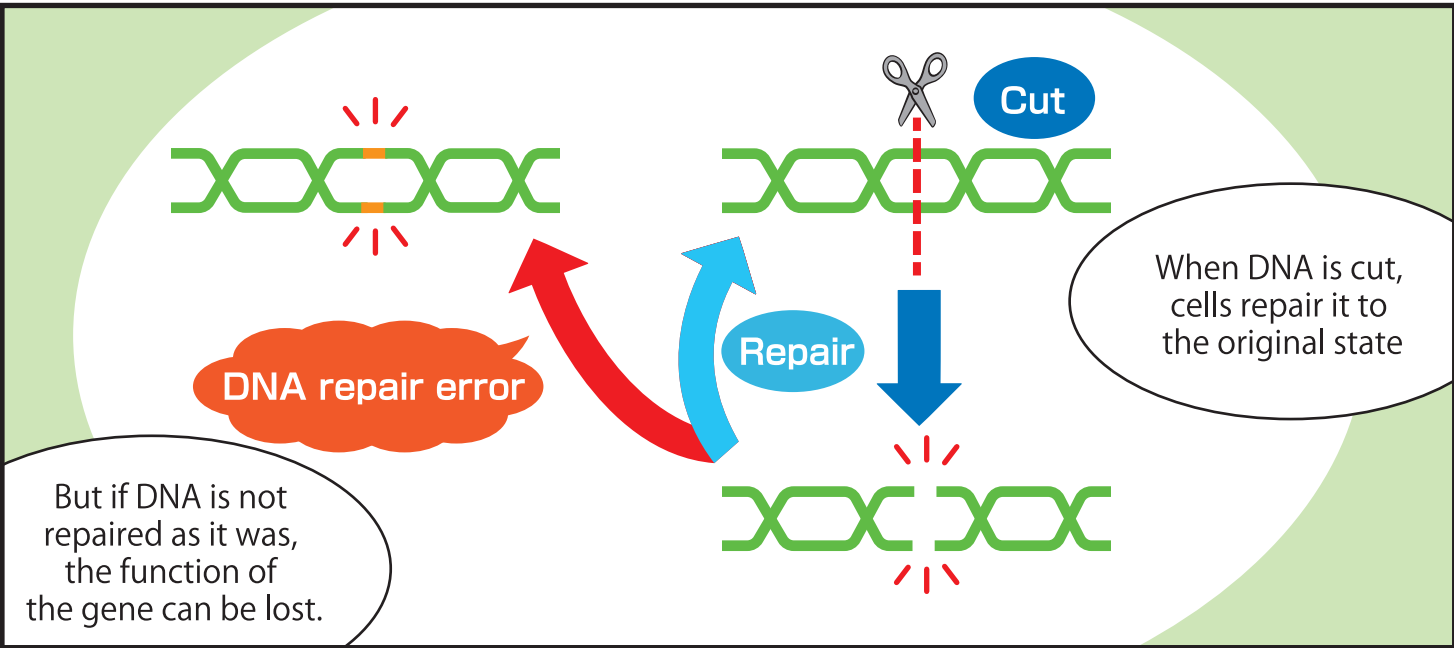 Cut
When DNA is cut,
cells repair it to
the original state
Repair
DNA repair error
But if DNA is not
repaired as it was,
the function of
the gene can be lost.